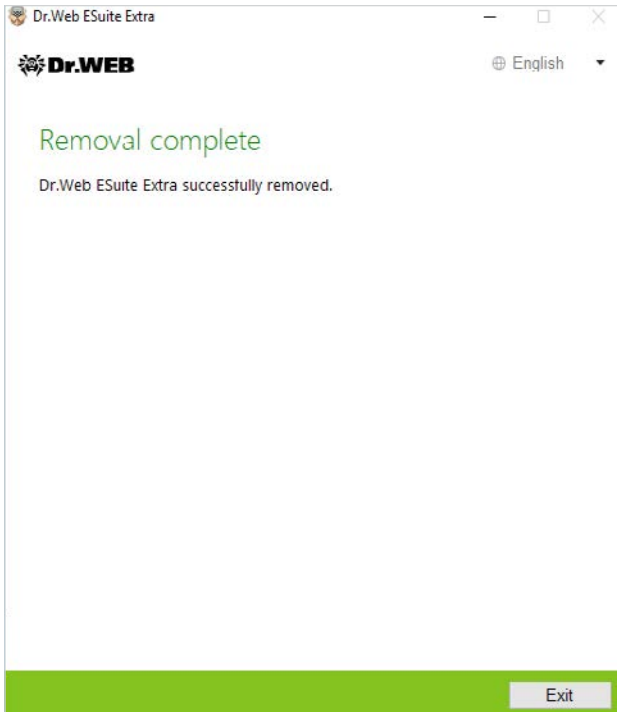 Dr.Web ESuite Extra
Dr.WEB
English
Removal complete
Dr.Web ESuite Extra successfully removed.
Exit